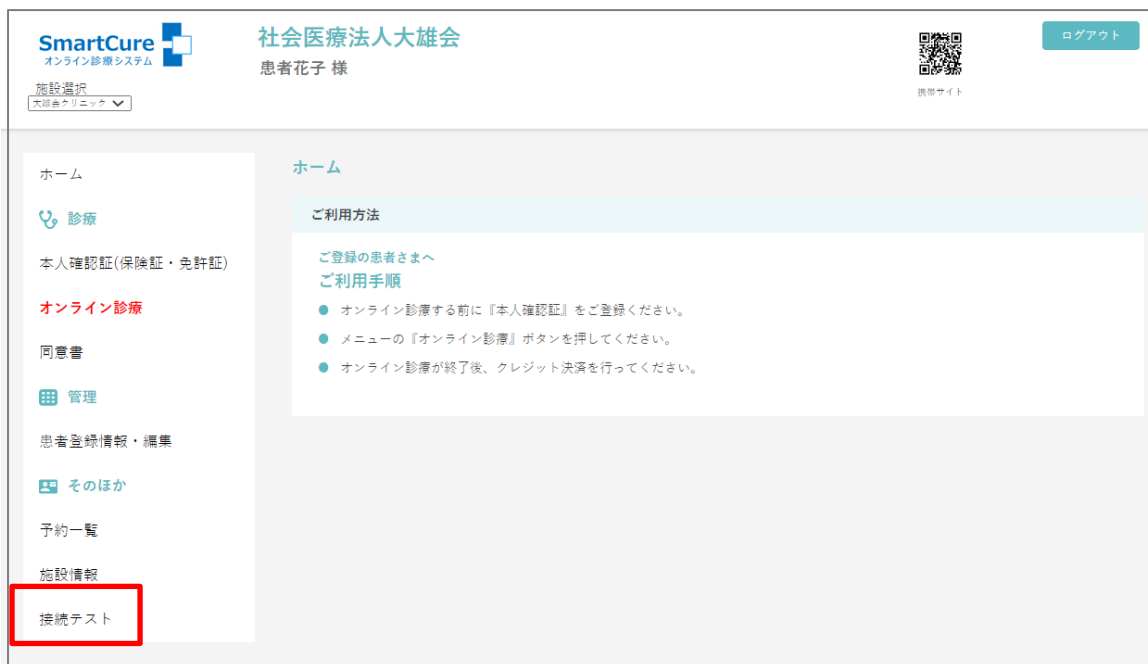 SmartCure
オンライン診療システム
施設選択
大雄会クリニック
社会医療法人大雄会
患者花子 様
携帯サイト
ログアウト
ホーム
診療
本人確認証(保険証・免許証)
オンライン診療
同意書
管理
患者登録情報・編集
そのほか
予約一覧
施設情報
接続テスト
ホーム
ご利用方法
ご登録の患者さまへ
ご利用手順
● オンライン診療する前に『本人確認証』をご登録ください。
● メニューの『オンライン診療』ボタンを押してください。
● オンライン診療が終了後、クレジット決済を行ってください。